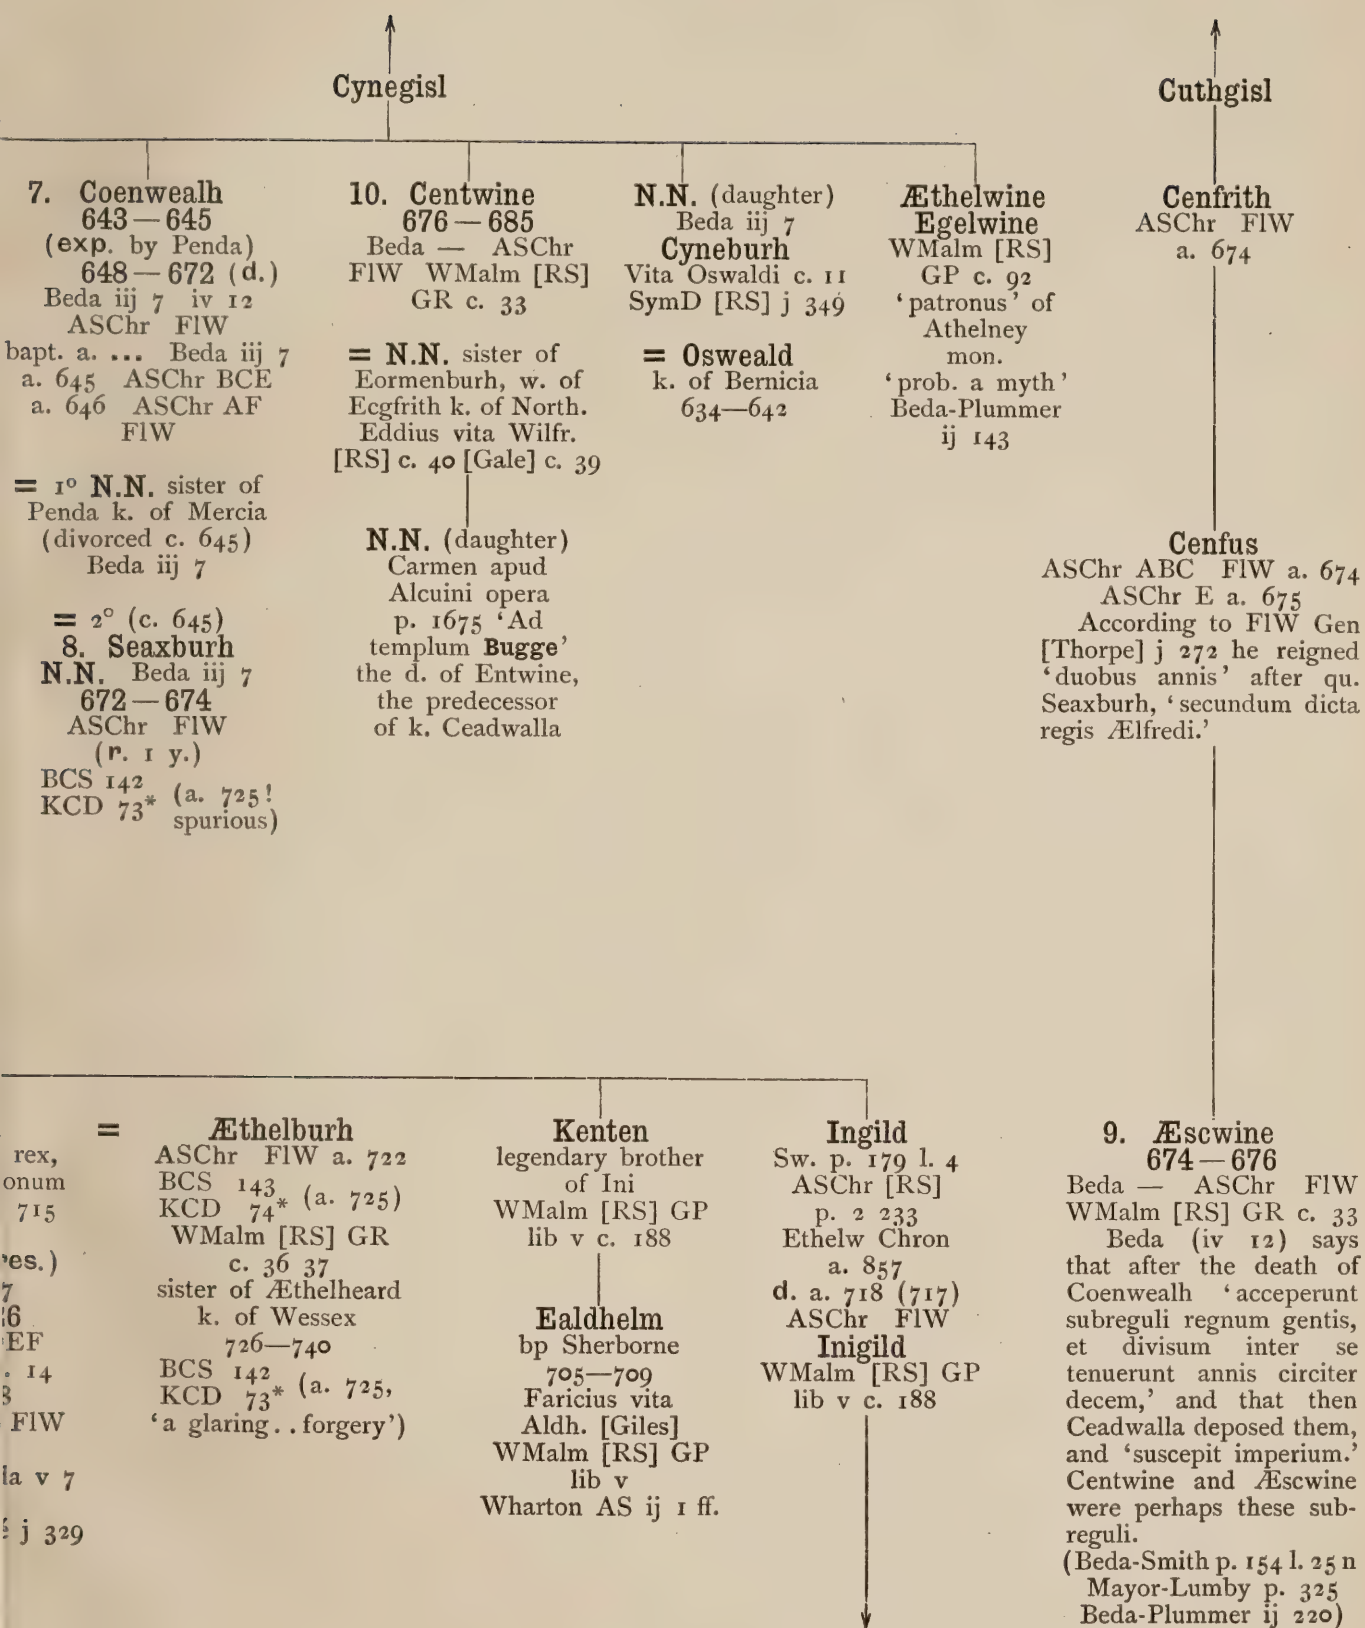 Cynegisl
Cuthgisl
7. Coenwealh
643—645
(exp. by Penda)
648—672 (d.)
Beda iij 7 iv 12
ASChr FlW
bapt. a. ... Beda iij 7
a. 645 ASChr BCE
a. 646 ASChr AF
FlW
= 1º N.N. sister of
Penda k. of Mercia
(divorced c. 645)
Beda iij 7
= 2º (c. 645)
8. Seaxburh
N.N. Beda iij 7
672—674
ASChr FlW
(r. 1 y.)
BCS 142
KCD 73* (a. 725!
spurious)
10. Centwine
676—685
Beda — ASChr
FlW WMalm [RS]
GR c. 33
= N.N. sister of
Eormenburh, w. of
Ecgfrith k. of North.
Eddius vita Wilfr.
[RS] c. 40 [Gale] c. 39
N.N. (daughter)
Carmen apud
Alcuini opera
p. 1675 ‘Ad
templum Bugge’
the d. of Entwine,
the predecessor
of k. Ceadwalla
N.N. (daughter)
Beda iij 7
Cyneburh
Vita Oswaldi c. 11
SymD [RS] j 349
= Osweald
k. of Bernicia
634—642
Æthelwine
Egelwine
WMalm [RS]
GP c. 92
‘patronus’ of
Athelney
mon.
‘prob. a myth’
Beda-Plummer
ij 143
Cenfrith
ASChr FlW
a. 674
Cenfus
ASChr ABC FlW a. 674
ASChr E a. 675
According to FlW Gen
[Thorpe] j 272 he reigned
‘duobus annis’ after qu.
Seaxburh, ‘secundum dicta
regis Ælfredi.’
rex,
onum
715
es.)
7
6
EF
. 14
3
FlW
la v 7
j 329
= Æthelburh
ASChr FlW a. 722
BCS 143
KCD 74* (a. 725)
WMalm [RS] GR
c. 36 37
sister of Æthelheard
k. of Wessex
726—740
BCS 142
KCD 73* (a. 725,
‘a glaring . . forgery’)
Kenten
legendary brother
of Ini
WMalm [RS] GP
lib v c. 188
Ealdhelm
bp Sherborne
705—709
Faricius vita
Aldh. [Giles]
WMalm [RS] GP
lib v
Wharton AS ij 1 ff.
Ingild
Sw. p. 179 l. 4
ASChr [RS]
p. 2 233
Ethelw Chron
a. 857
d. a. 718 (717)
ASChr FlW
Inigild
WMalm [RS] GP
lib v c. 188
9. Æscwine
674—676
Beda — ASChr FlW
WMalm [RS] GR c. 33
Beda (iv 12) says
that after the death of
Coenwealh ‘acceperunt
subreguli regnum gentis,
et divisum inter se
tenuerunt annis circiter
decem,’ and that then
Ceadwalla deposed them,
and ‘suscepit imperium.’
Centwine and Æscwine
were perhaps these sub-
reguli.
(Beda-Smith p. 154 l. 25 n
Mayor-Lumby p. 325
Beda-Plummer ij 220)